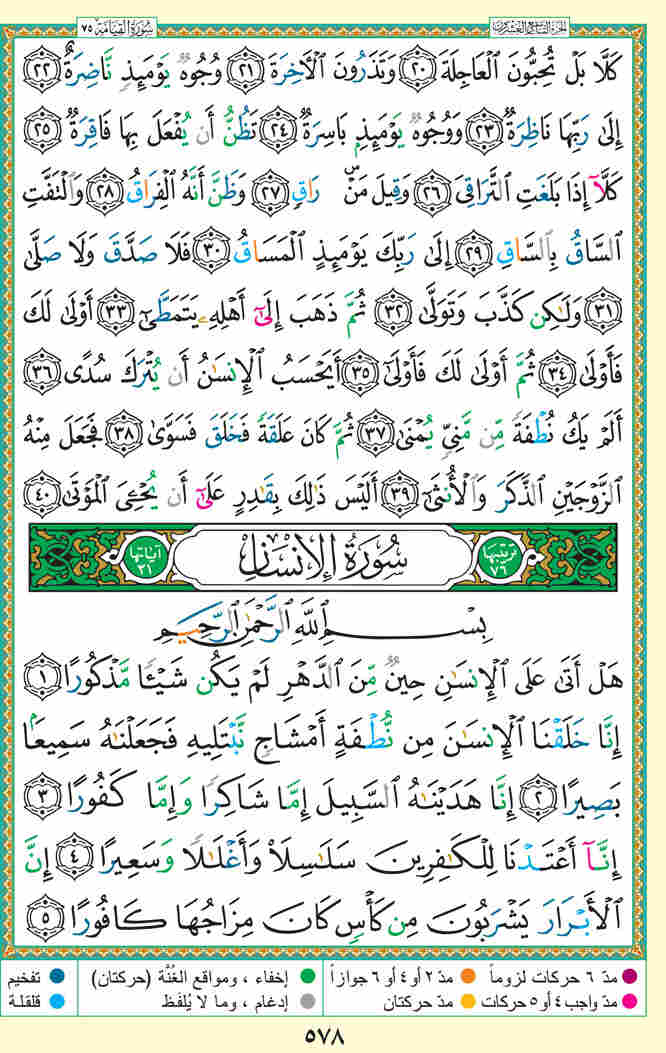 الجزء التاسع والعشرون سورة القيامة ٧٥
كَلَّا بَلْ تُحِبُّونَ ٱلْعَاجِلَةَ ٢٠ وَتَذَرُونَ ٱلْأٓخِرَةَ ٢١ وُجُوهٌ يَوْمَئِذٍ نَّاضِرَةٌ ٢٢
إِلَىٰ رَبِّهَا نَاظِرَةٌ ٢٣ وَوُجُوهٌ يَوْمَئِذٍۭ بَاسِرَةٌ ٢٤ تَظُنُّ أَن يُفْعَلَ بِهَا فَاقِرَةٌ ٢٥
كَلَّآ إِذَا بَلَغَتِ ٱلتَّرَاقِىَ ٢٦ وَقِيلَ مَنْ ۜ رَاقٍ ٢٧ وَظَنَّ أَنَّهُ ٱلْفِرَاقُ ٢٨ وَٱلْتَفَّتِ
ٱلسَّاقُ بِٱلسَّاقِ ٢٩ إِلَىٰ رَبِّكَ يَوْمَئِذٍ ٱلْمَسَاقُ ٣٠ فَلَا صَدَّقَ وَلَا صَلَّىٰ
٣١ وَلَٰكِن كَذَّبَ وَتَوَلَّىٰ ٣٢ ثُمَّ ذَهَبَ إِلَىٰٓ أَهْلِهِۦ يَتَمَطَّىٰٓ ٣٣ أَوْلَىٰ لَكَ
فَأَوْلَىٰ ٣٤ ثُمَّ أَوْلَىٰ لَكَ فَأَوْلَىٰٓ ٣٥ أَيَحْسَبُ ٱلْإِنسَٰنُ أَن يُتْرَكَ سُدًى ٣٦
أَلَمْ يَكُ نُطْفَةً مِّن مَّنِىٍّ يُمْنَىٰ ٣٧ ثُمَّ كَانَ عَلَقَةً فَخَلَقَ فَسَوَّىٰ ٣٨ فَجَعَلَ مِنْهُ
ٱلزَّوْجَيْنِ ٱلذَّكَرَ وَٱلْأُنثَىٰٓ ٣٩ أَلَيْسَ ذَٰلِكَ بِقَٰدِرٍ عَلَىٰٓ أَن يُحْـِۧىَ ٱلْمَوْتَىٰ ٤٠
ترتيبها ٧٦ سُورَةُ الإِنسَان آياتها ٣١
بِسْمِ ٱللَّهِ ٱلرَّحْمَٰنِ ٱلرَّحِيمِ
هَلْ أَتَىٰ عَلَى ٱلْإِنسَٰنِ حِينٌ مِّنَ ٱلدَّهْرِ لَمْ يَكُن شَيْـًٔا مَّذْكُورًا ١
إِنَّا خَلَقْنَا ٱلْإِنسَٰنَ مِن نُّطْفَةٍ أَمْشَاجٍ نَّبْتَلِيهِ فَجَعَلْنَٰهُ سَمِيعًۢا
بَصِيرًا ٢ إِنَّا هَدَيْنَٰهُ ٱلسَّبِيلَ إِمَّا شَاكِرًا وَإِمَّا كَفُورًا ٣
إِنَّآ أَعْتَدْنَا لِلْكَٰفِرِينَ سَلَٰسِلَا۟ وَأَغْلَٰلًا وَسَعِيرًا ٤ إِنَّ
ٱلْأَبْرَارَ يَشْرَبُونَ مِن كَأْسٍ كَانَ مِزَاجُهَا كَافُورًا ٥
مدّ ٦ حركات لزوماً مدّ ٢ أو ٤ أو ٦ جوازاً إخفاء ، ومواقع الغُنَّة (حركتان) تفخيم
مدّ واجب ٤ أو ٥ حركات مدّ حركتان إدغام ، وما لا يُلفَظ قلقلة
٥٧٨